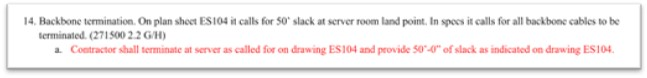 14. Backbone termination. On plan sheet ES104 it calls for 50' slack at server room land point. In specs it calls for all backbone cables to be
terminated. (271500 2.2 G/H)
a. Contractor shall terminate at server as called for on drawing ES104 and provide 50'-0" of slack as indicated on drawing ES104.